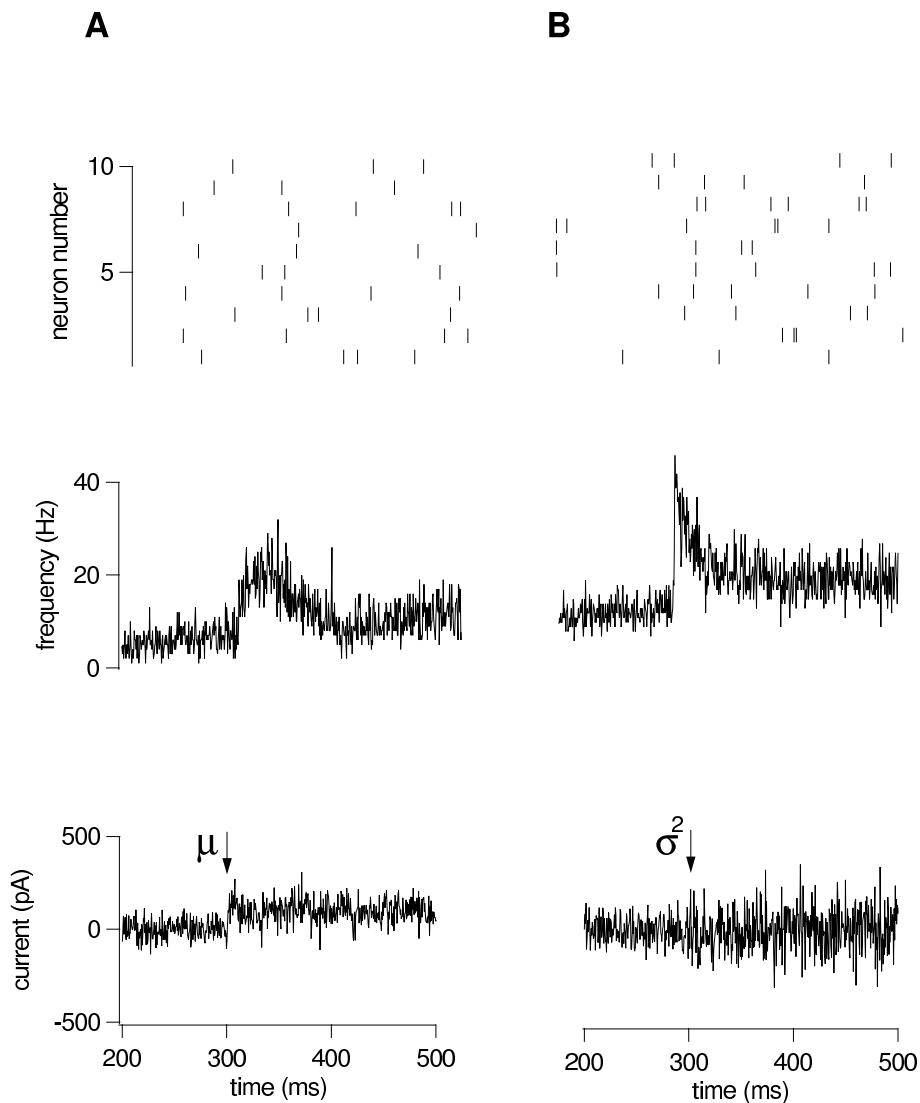 A
B
10
5
neuron number
40
20
0
frequency (Hz)
500
0
-500
current (pA)
μ
σ2
200 300 400 500
time (ms)
200 300 400 500
time (ms)